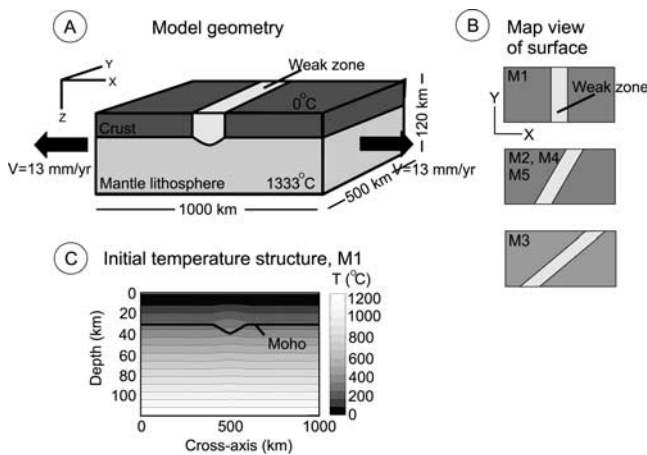 A
Model geometry
Y
X
Z
Weak zone
0°C
Crust
120 km
V=13 mm/yr
V=13 mm/yr
Mantle lithosphere
1333°C
500 km
1000 km
B
Map view
of surface
M1
Weak zone
Y
X
M2, M4
M5
M3
C
Initial temperature structure, M1
T (°C)
Depth (km)
0
20
40
60
80
100
Moho
1200
1000
800
600
400
200
0
0
500
1000
Cross-axis (km)